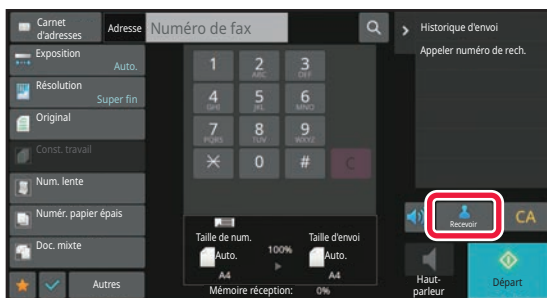 Carnet
d'adresses
Adresse
Numéro de fax
Historique d'envoi
Appeler numéro de rech.
Exposition
Auto.
Résolution
Super fin
Original
Const. travail
Num. lente
Numér. papier
épais
Doc. mixte
Autres
1
2
ABC
3
DEF
4
GHI
5
JKL
6
MNO
7
PQRS
8
TUV
9
WXYZ
0
#
C
Taille de num.
100%
Taille d'envoi
Auto.
Auto.
A4
A4
Mémoire réception: 0%
Recevoir
CA
Haut-
parleur
Départ